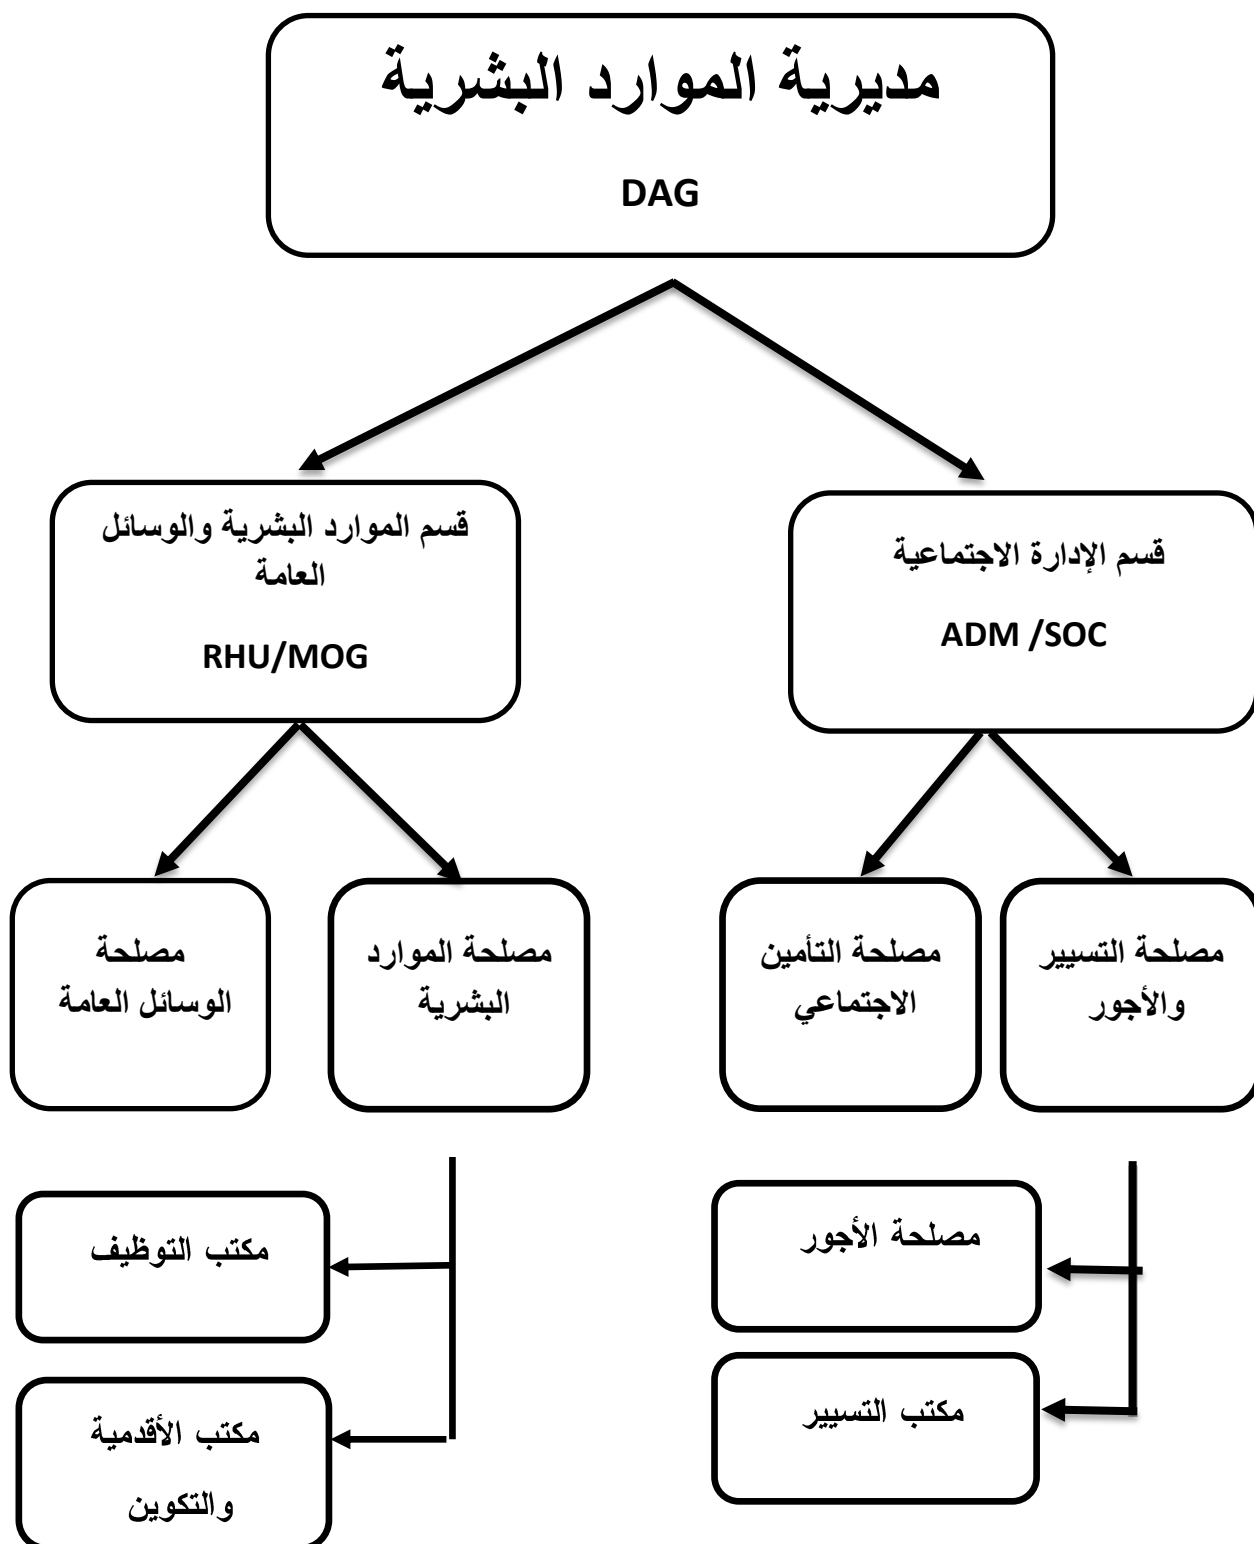 مديرية الموارد البشرية
DAG
قسم الإدارة الاجتماعية
ADM /SOC
قسم الموارد البشرية والوسائل
العامة
RHU/MOG
مصلحة التسيير
والأجور
مصلحة التأمين
الاجتماعي
مصلحة الموارد
البشرية
مصلحة
الوسائل العامة
مصلحة الأجور
مكتب التسيير
مكتب التوظيف
مكتب الأقدمية
والتكوين